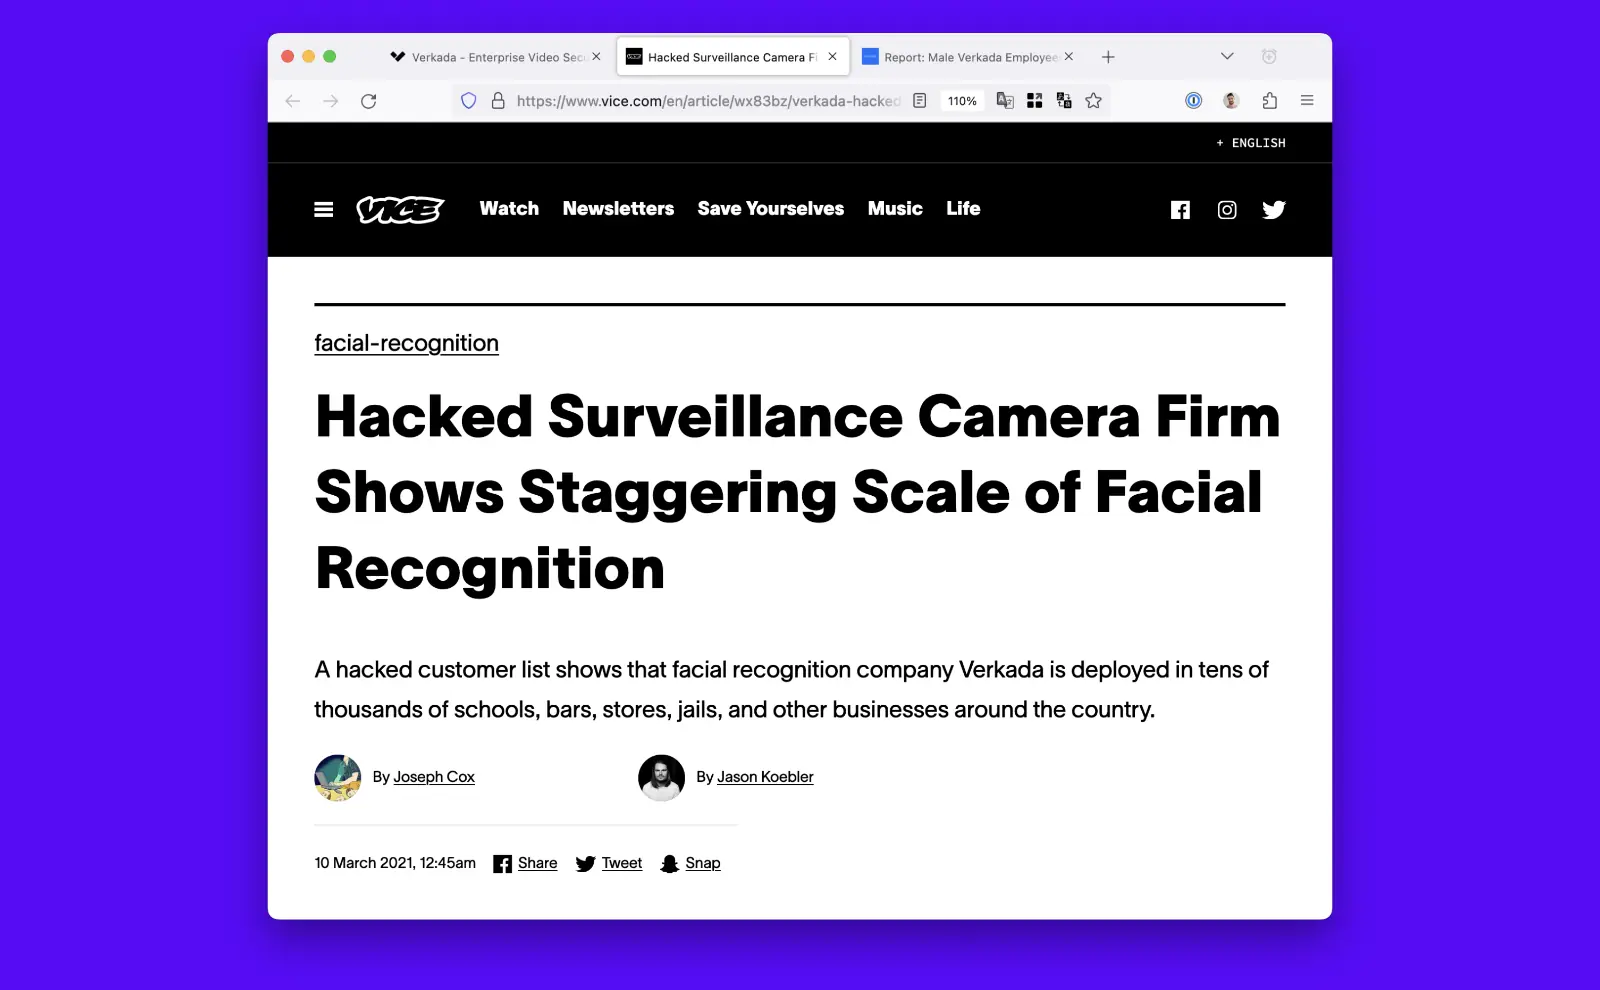 Verkada - Enterprise Video Secu
Hacked Surveillance Camera Fi
Report: Male Verkada Employee
https://www.vice.com/en/article/wx83bz/verkada-hacked
110%
+ ENGLISH
VICE
Watch
Newsletters
Save Yourselves
Music
Life
facial-recognition
Hacked Surveillance Camera Firm
Shows Staggering Scale of Facial
Recognition
A hacked customer list shows that facial recognition company Verkada is deployed in tens of
thousands of schools, bars, stores, jails, and other businesses around the country.
By Joseph Cox
By Jason Koebler
10 March 2021, 12:45am
Share
Tweet
Snap